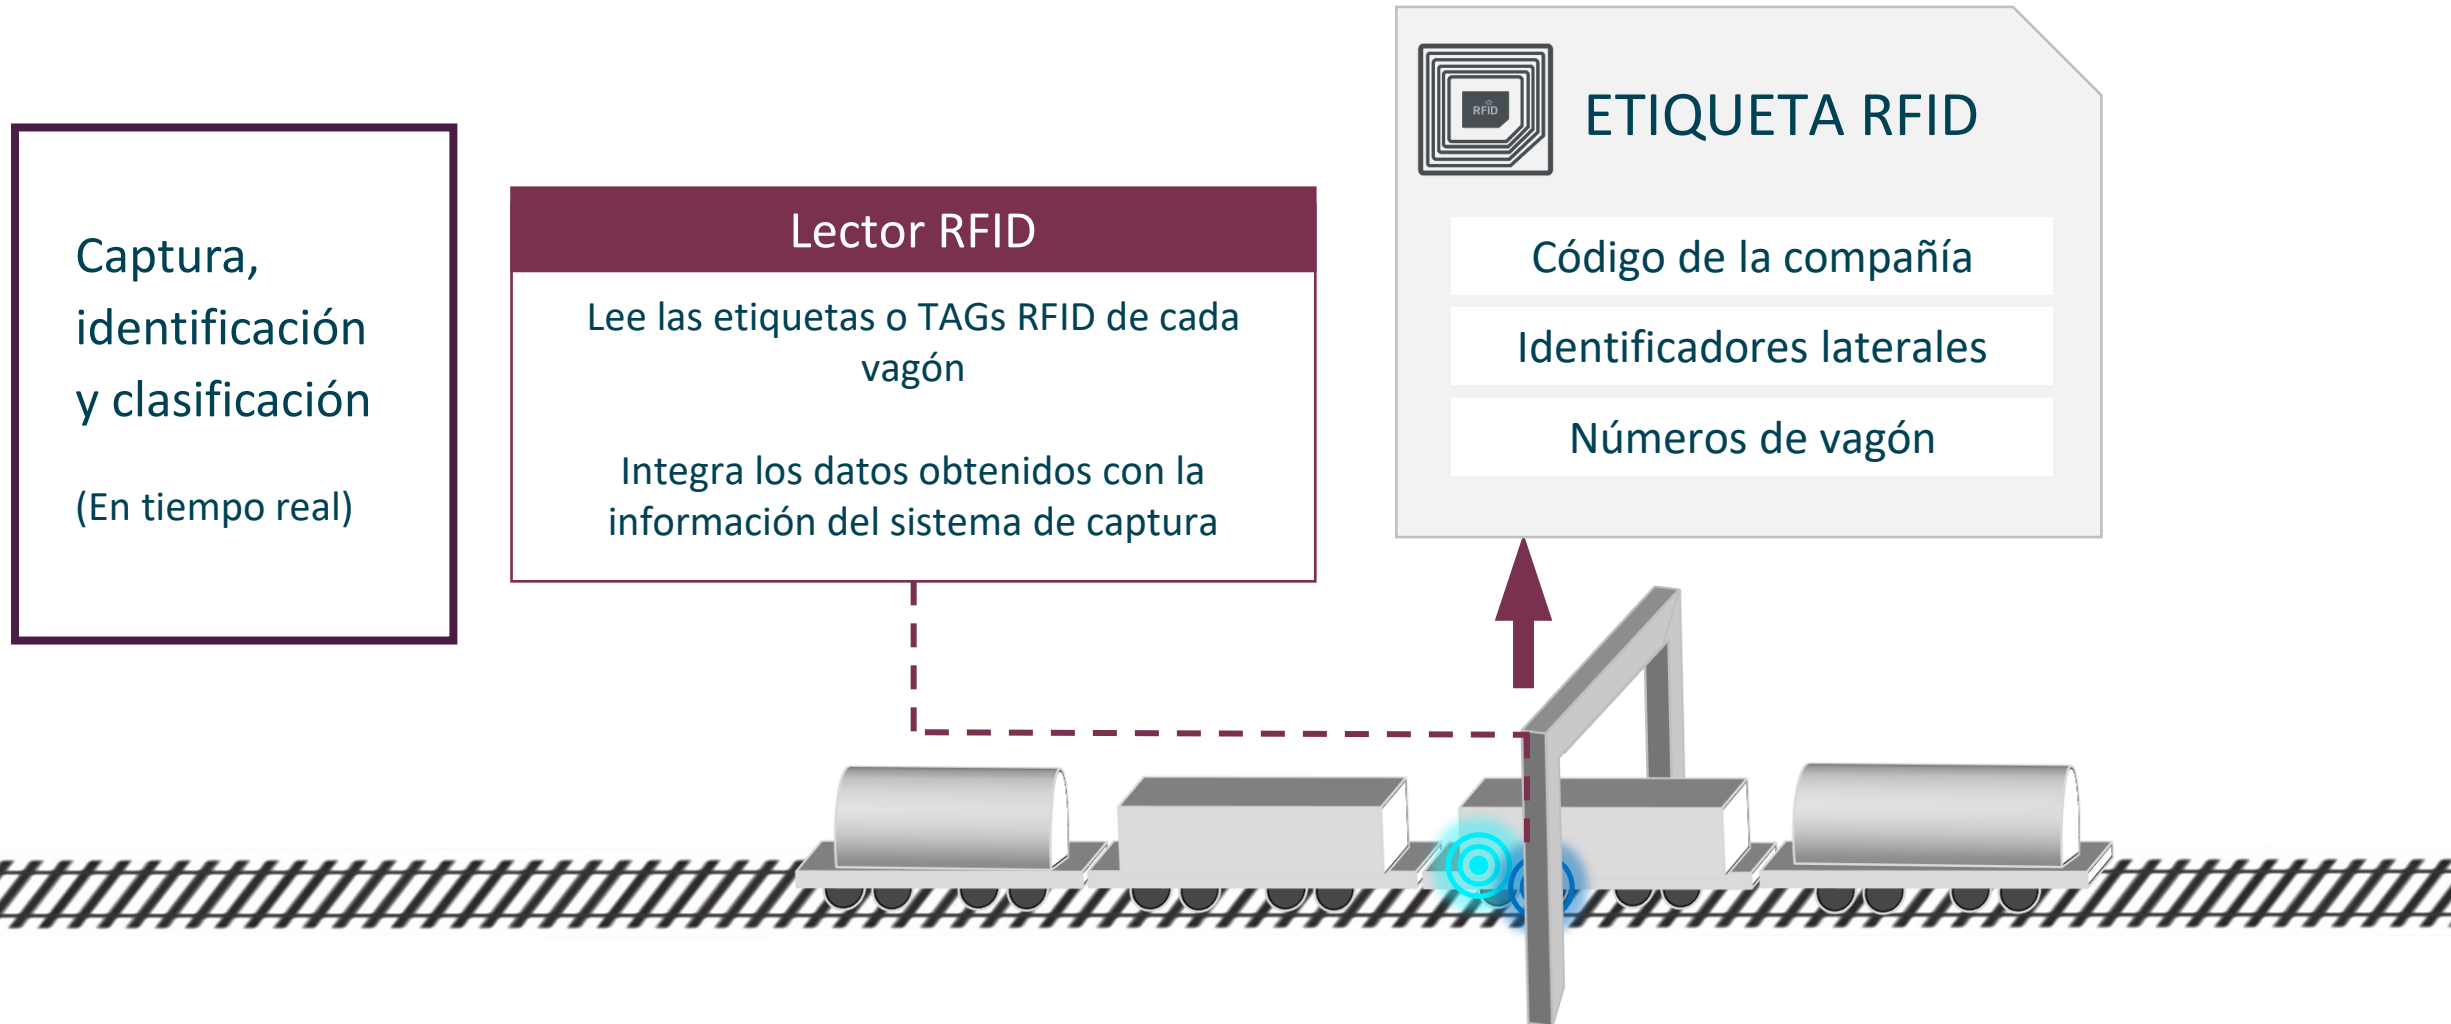 Captura,
identificación
y clasificación
(En tiempo real)
Lector RFID
Lee las etiquetas o TAGs RFID de cada
vagón
Integra los datos obtenidos con la
información del sistema de captura
RFID
ETIQUETA RFID
Código de la compañía
Identificadores laterales
Números de vagón